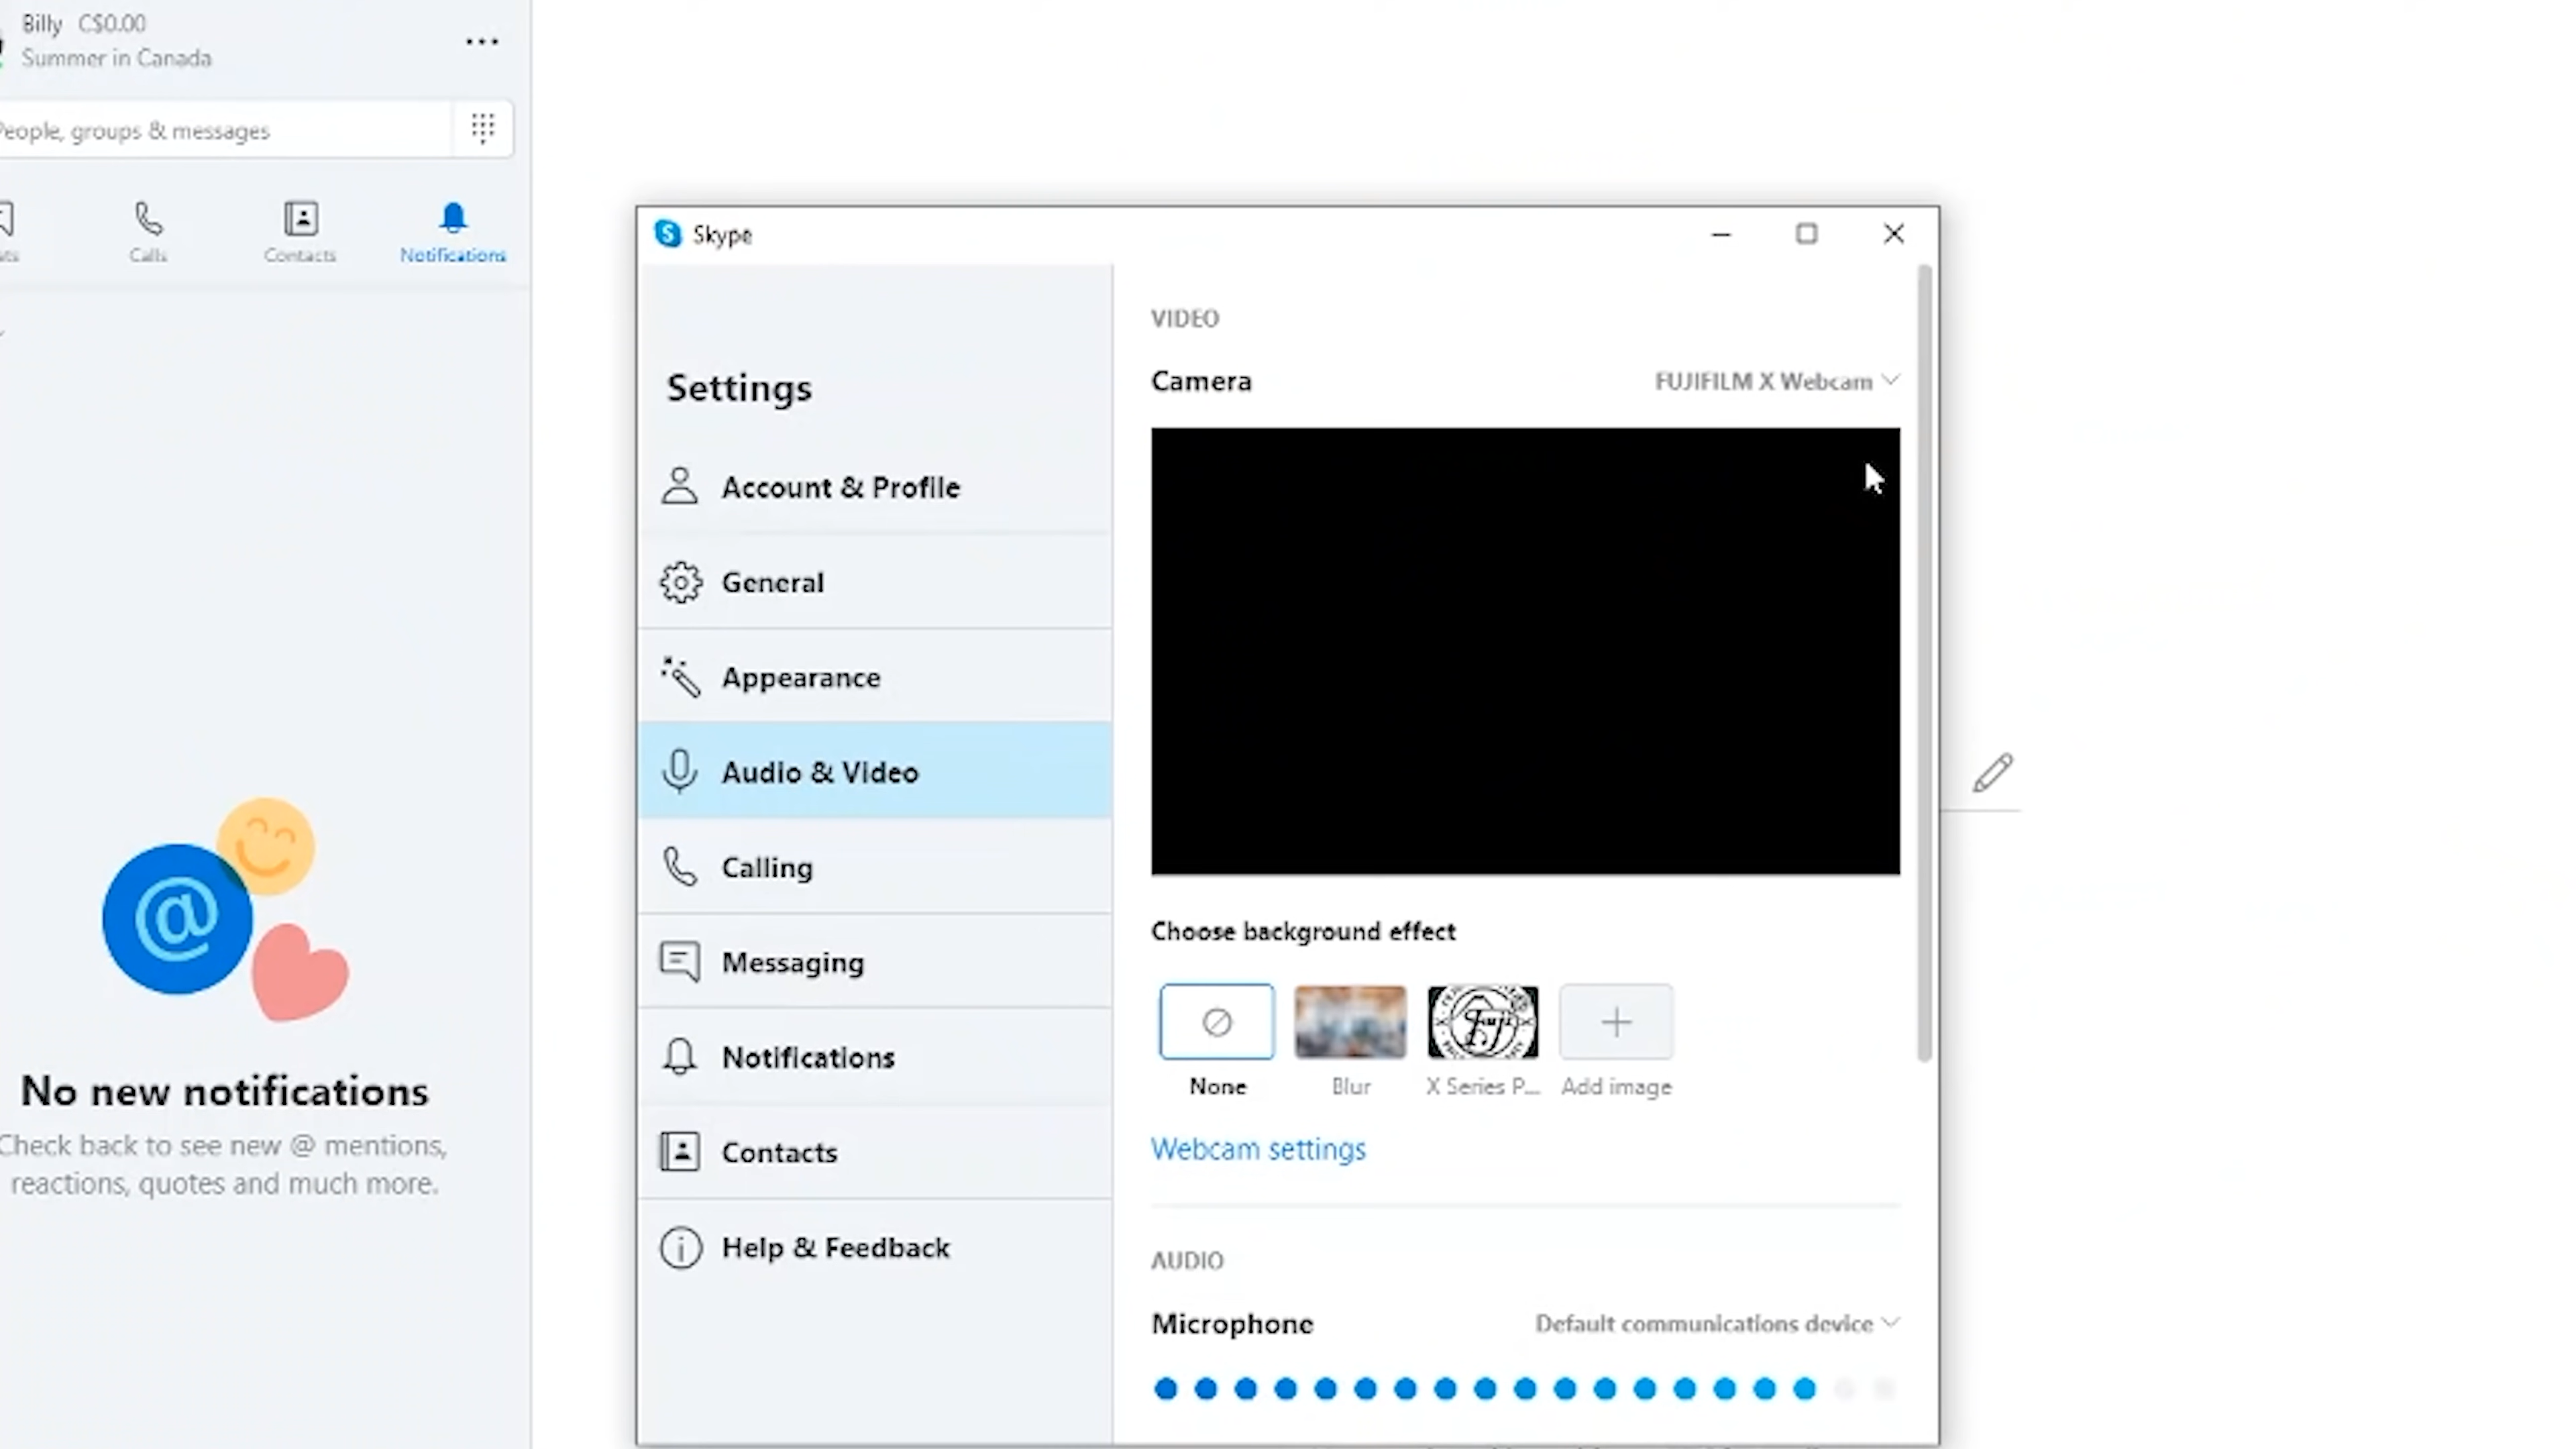 Billy C$0.00
Summer in Canada
People, groups & messages
Calls
Contacts
Notifications
@
No new notifications
Check back to see new @ mentions,
reactions, quotes and much more.
Skype
Settings
Account & Profile
General
Appearance
Audio & Video
Calling
Messaging
Notifications
Contacts
Help & Feedback
VIDEO
Camera
FUJIFILM X Webcam
Choose background effect
Fuji
None
Blur
X Series P...
Add image
Webcam settings
AUDIO
Microphone
Default communications device